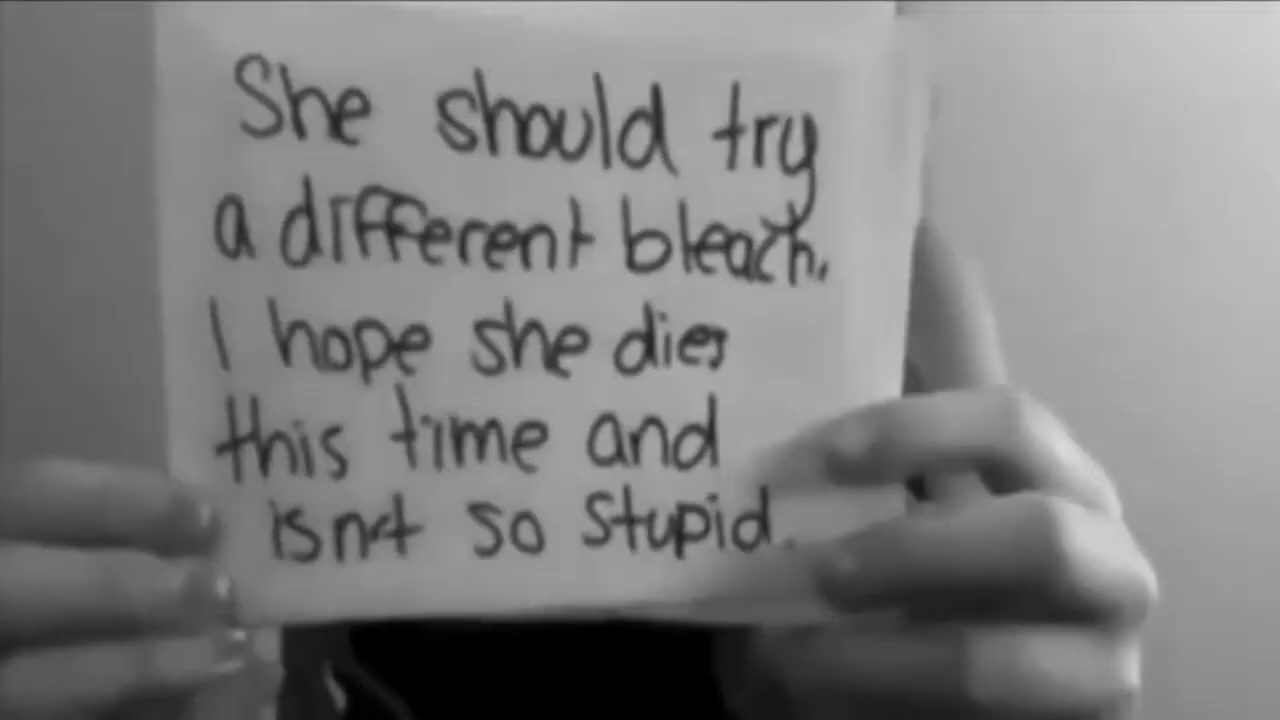 She should try
a different bleach.
I hope she dies
this time and
isnt so stupid.